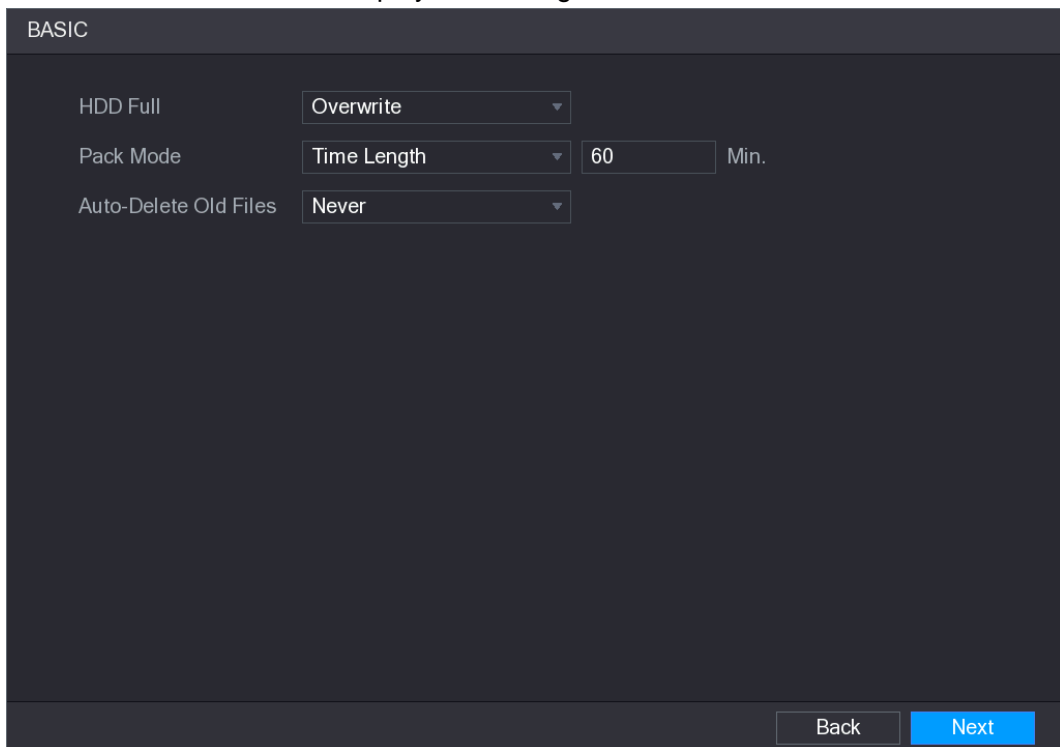 BASIC
HDD Full Overwrite
Pack Mode Time Length 60 Min.
Auto-Delete Old Files Never
Back Next